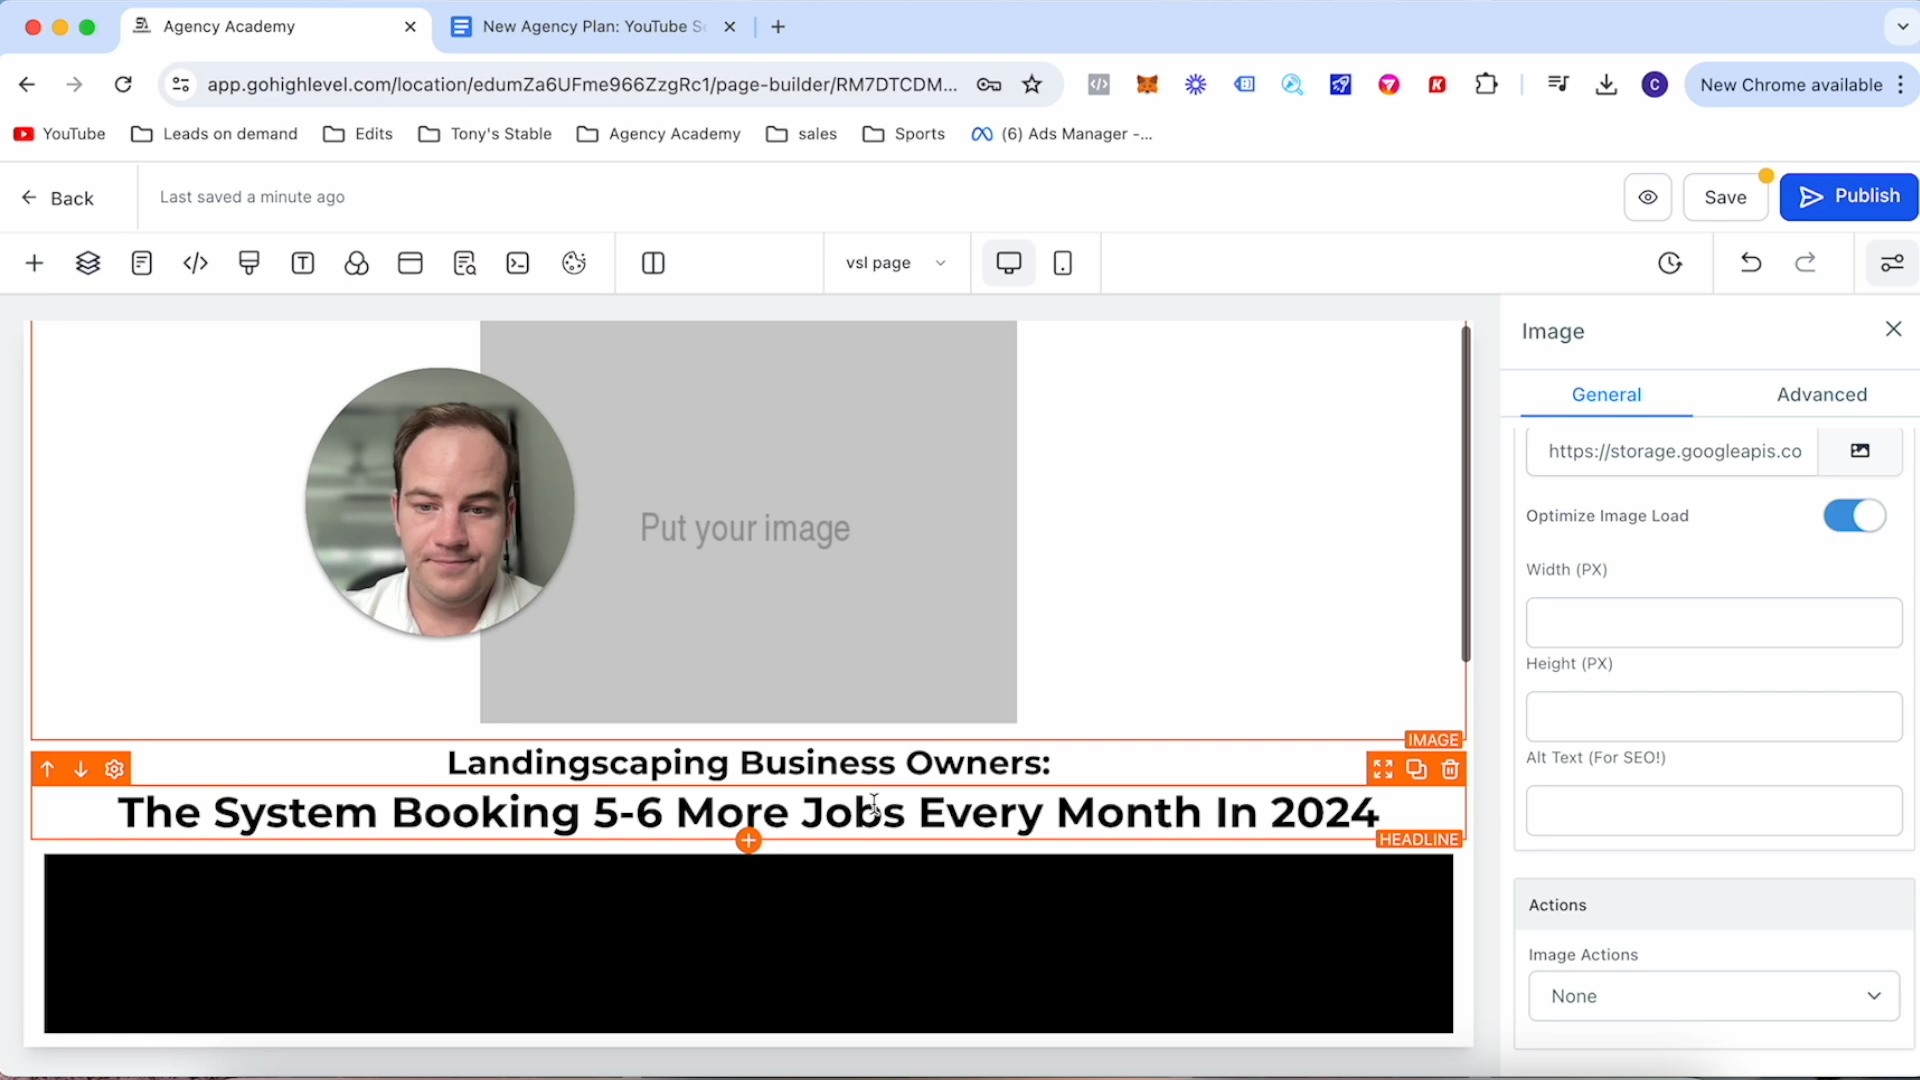 Agency Academy
New Agency Plan: YouTube S
app.gohighlevel.com/location/edumZa6UFme966ZzgRc1/page-builder/RM7DTCDM...
C
New Chrome available
YouTube
Leads on demand
Edits
Tony's Stable
Agency Academy
sales
Sports
(6) Ads Manager -...
Back
Last saved a minute ago
Save
Publish
vsl page
Image
General
Advanced
https://storage.googleapis.co
Optimize Image Load
Width (PX)
Height (PX)
Alt Text (For SEO!)
Actions
Image Actions
None
Put your image
IMAGE
Landingscaping Business Owners:
The System Booking 5-6 More Jobs Every Month In 2024
HEADLINE